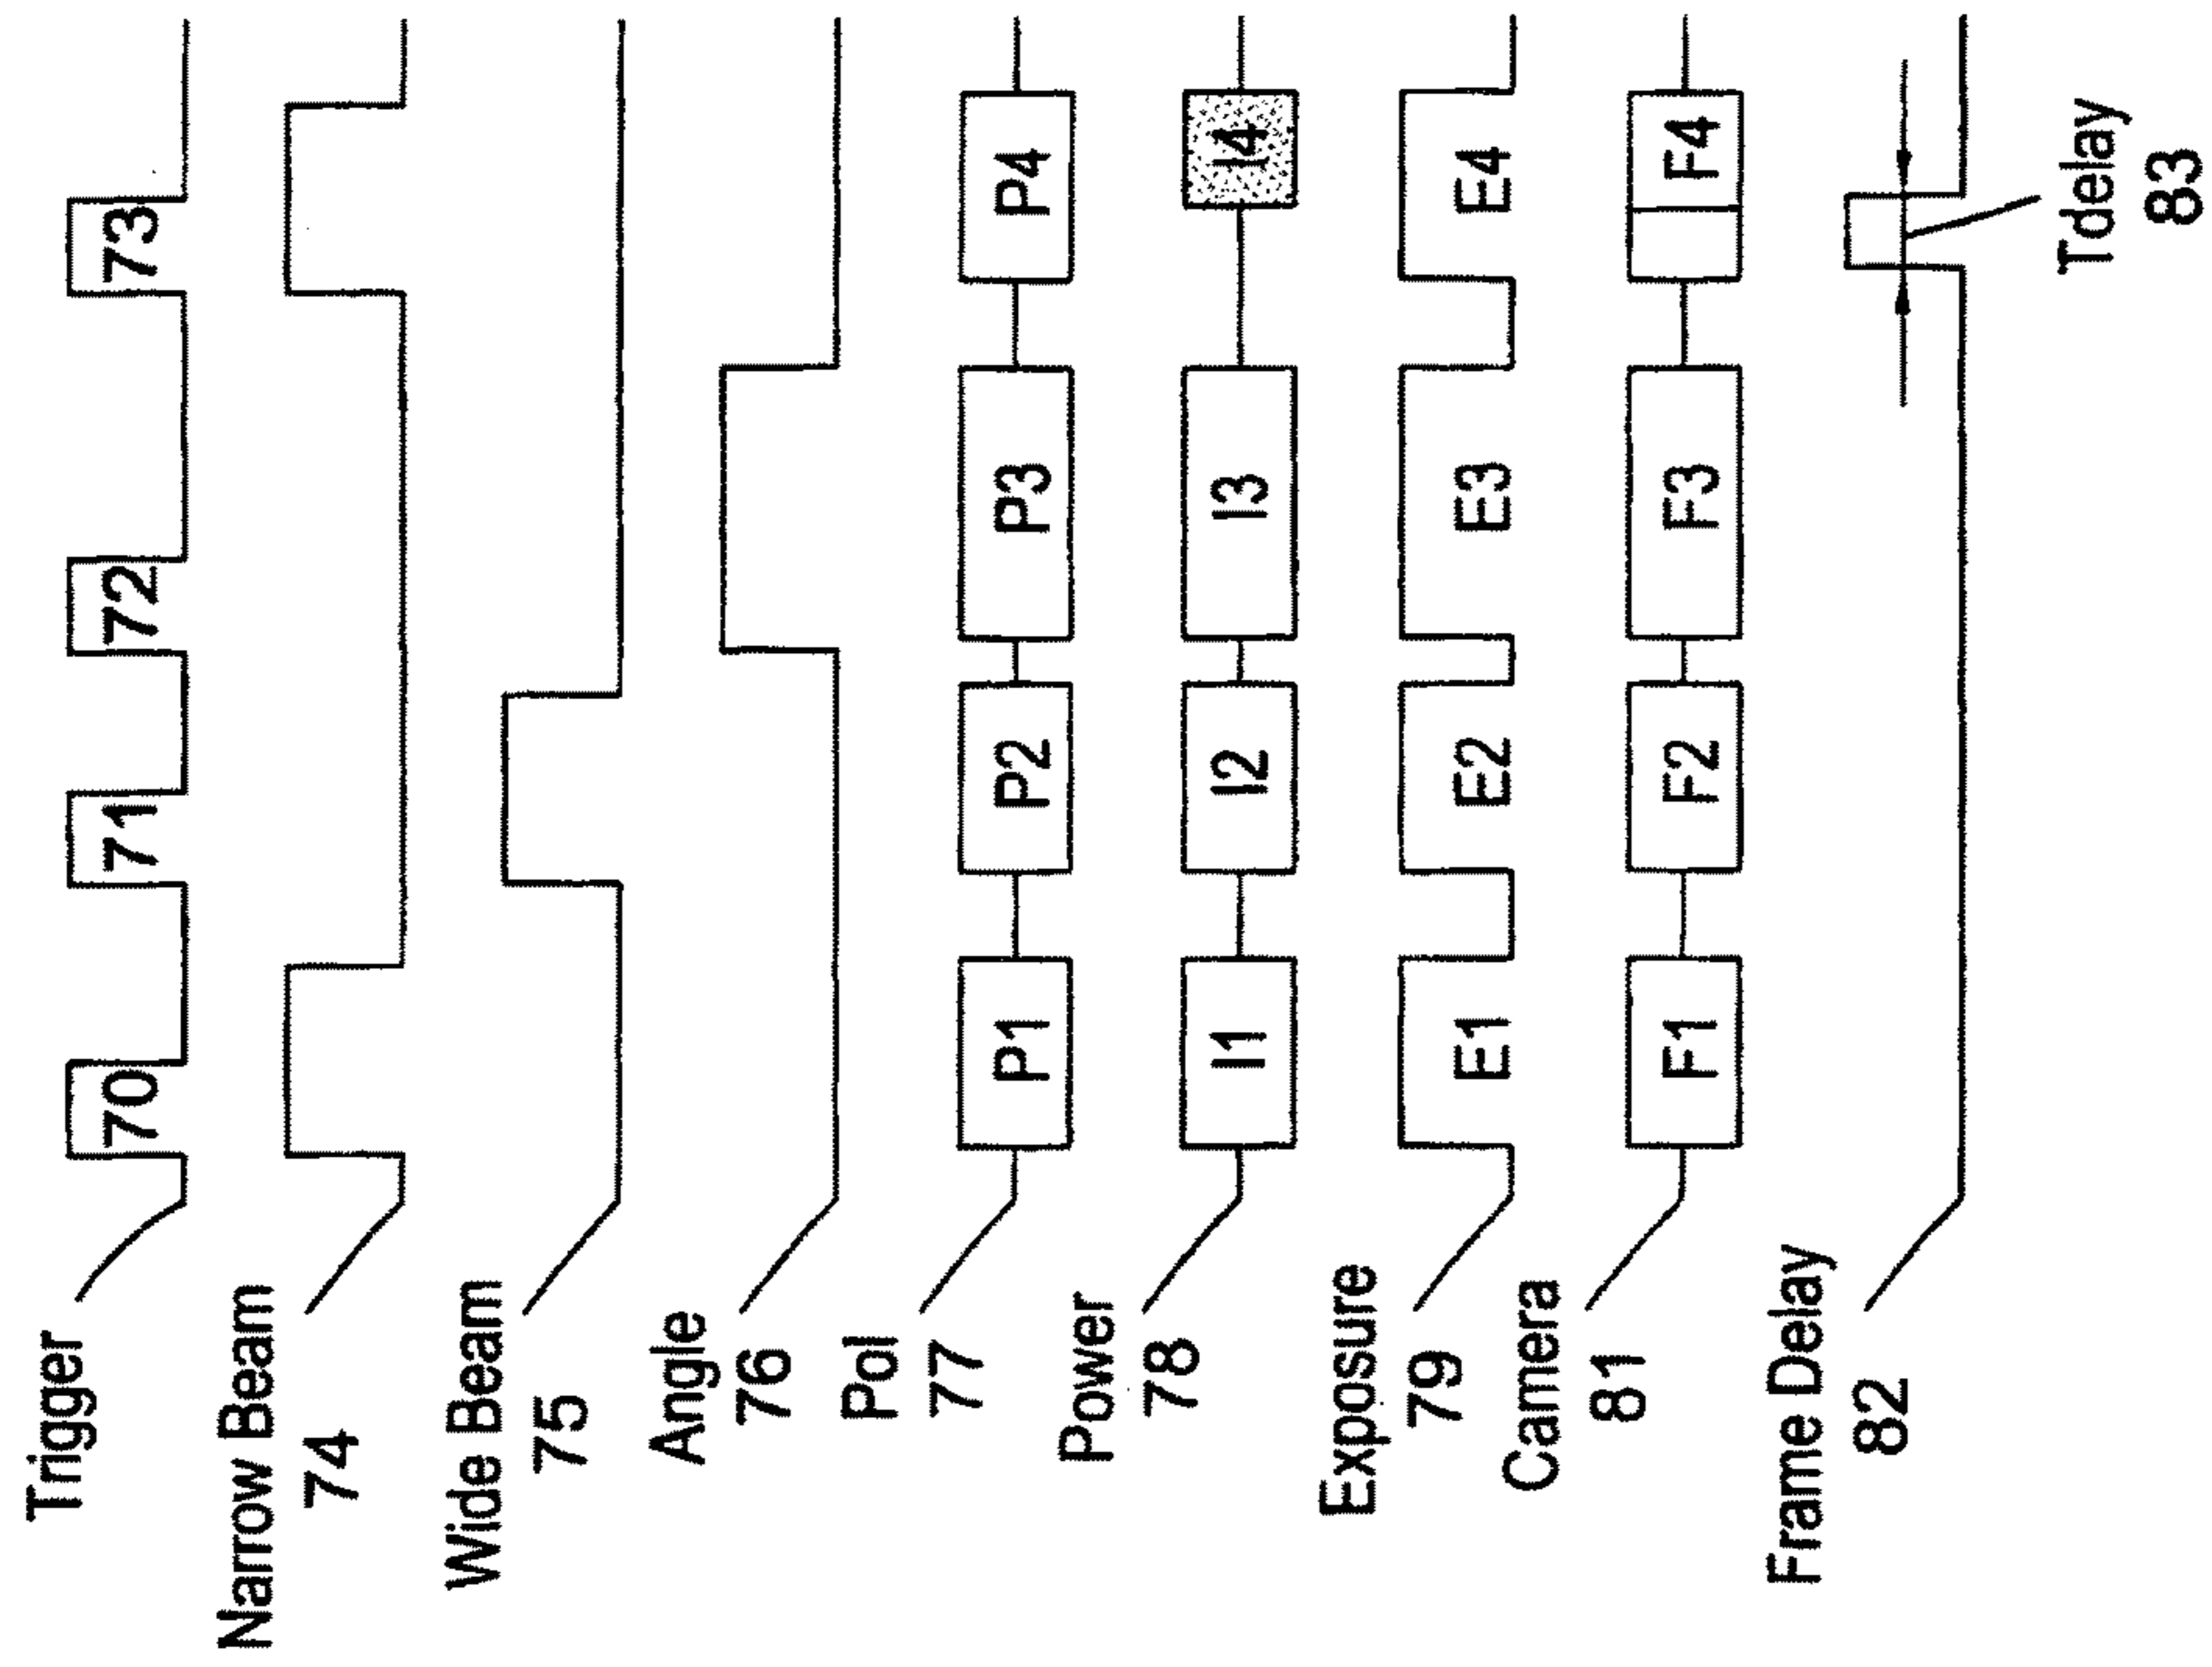 Trigger
70 71 72 73
Narrow Beam
74
Wide Beam
75
Angle
76
Pol
77
P1 P2 P3 P4
Power
78
I1 I2 I3 I4
Exposure
79
E1 E2 E3 E4
Camera
81
F1 F2 F3 F4
Frame Delay
82
Tdelay
83